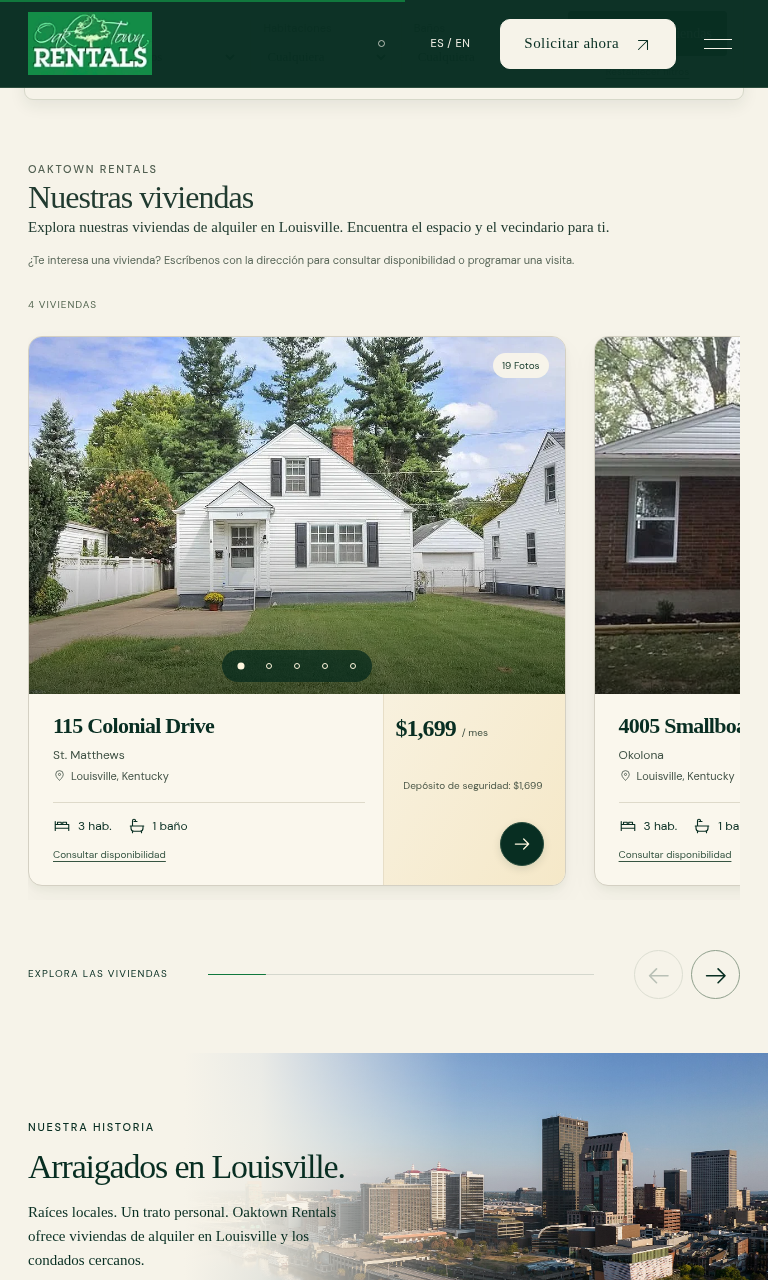 Oak Town
RENTALS
ES / EN
Solicitar ahora
OAKTOWN RENTALS
Nuestras viviendas
Explora nuestras viviendas de alquiler en Louisville. Encuentra el espacio y el vecindario para ti.
¿Te interesa una vivienda? Escríbenos con la dirección para consultar disponibilidad o programar una visita.
4 VIVIENDAS
19 Fotos
115 Colonial Drive
St. Matthews
Louisville, Kentucky
3 hab.
1 baño
Consultar disponibilidad
$1,699 / mes
Depósito de seguridad: $1,699
4005 Smallboa
Okolona
Louisville, Kentucky
3 hab.
1 ba
Consultar disponibilidad
EXPLORA LAS VIVIENDAS
NUESTRA HISTORIA
Arraigados en Louisville.
Raíces locales. Un trato personal. Oaktown Rentals
ofrece viviendas de alquiler en Louisville y los
condados cercanos.